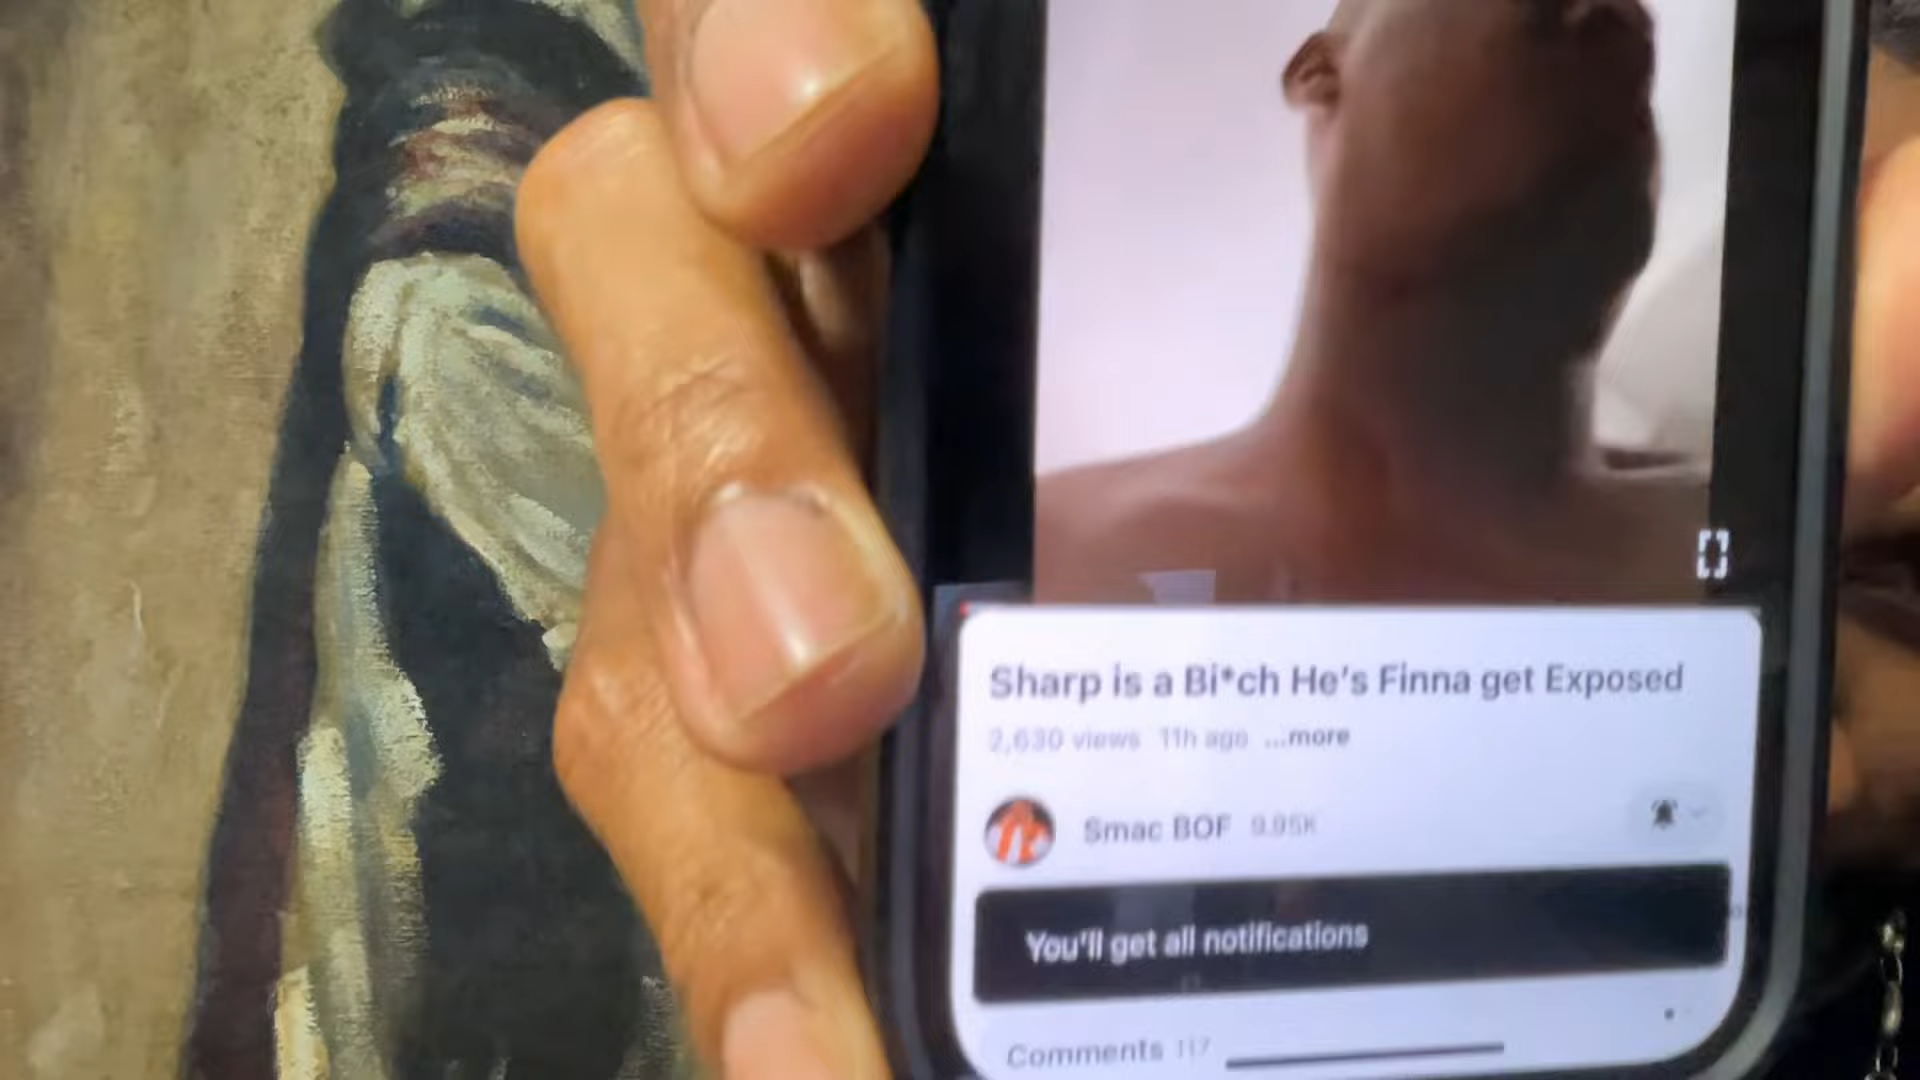 Sharp is a Bi*ch He's Finna get Exposed
2,630 views 11h ago ...more
Smac BOF 9.95K
You'll get all notifications
Comments 117